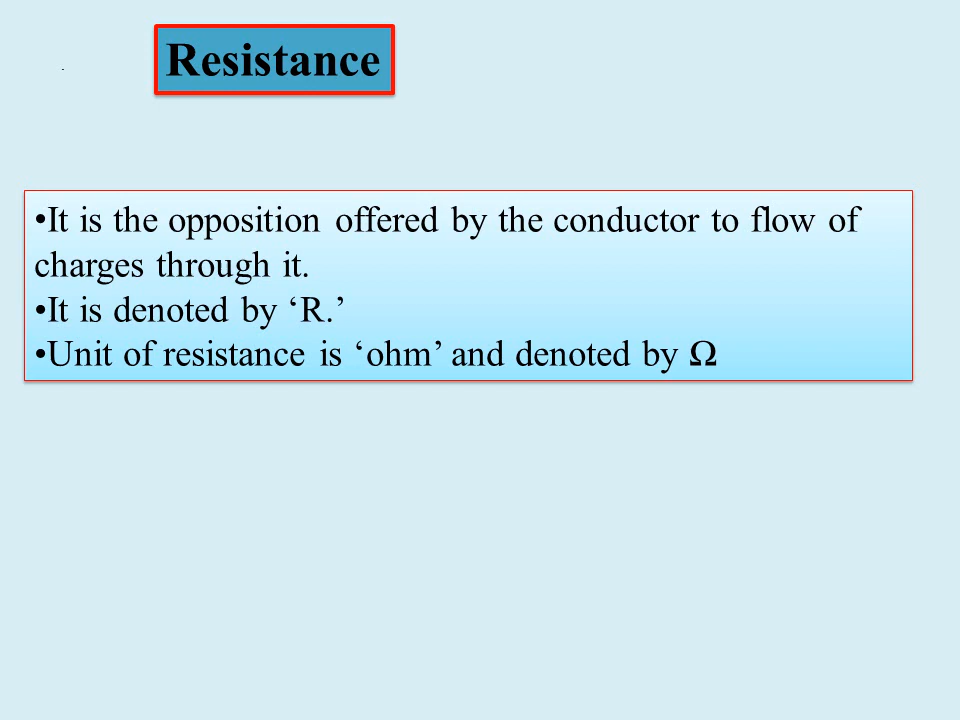 Resistance
.
•It is the opposition offered by the conductor to flow of
charges through it.
•It is denoted by ‘R.’
•Unit of resistance is ‘ohm’ and denoted by Ω